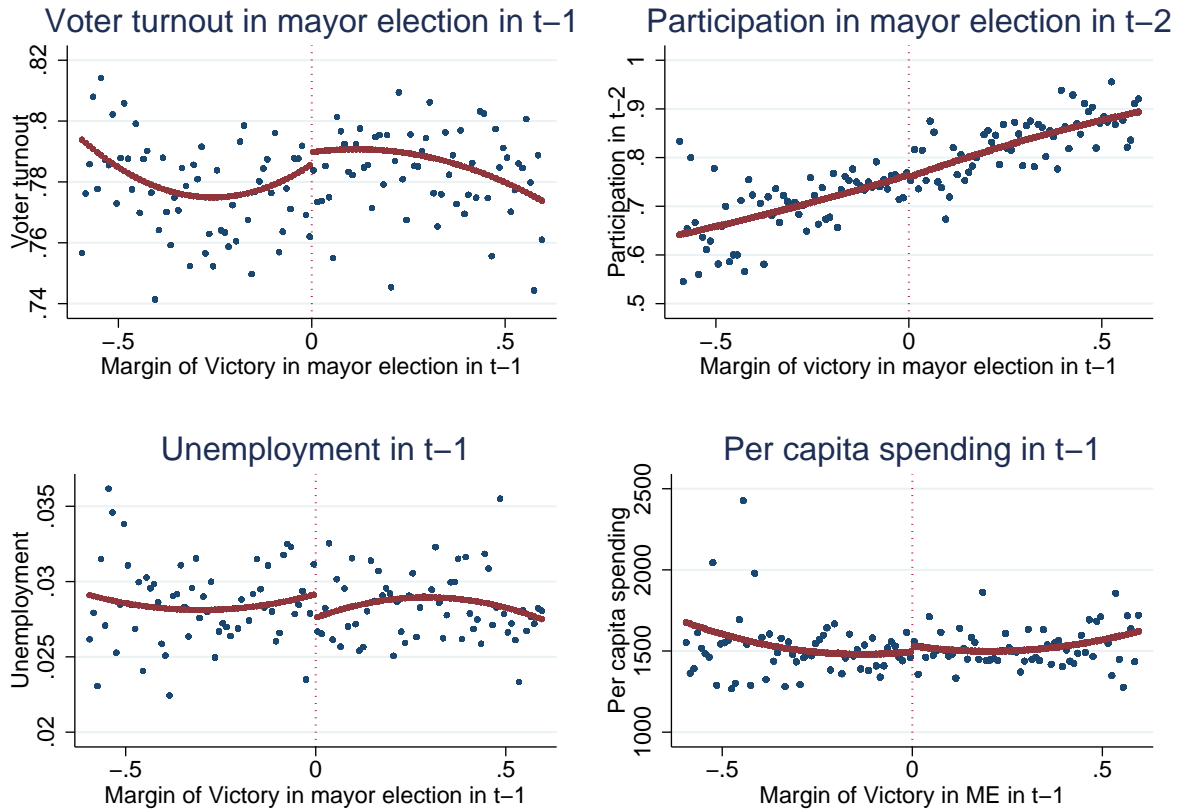 Voter turnout in mayor election in t−1
Voter turnout
.82
.8
.78
.76
.74
−.5 0 .5
Margin of Victory in mayor election in t−1
Participation in mayor election in t−2
Participation in t−2
1
.9
.8
.7
.6
.5
−.5 0 .5
Margin of victory in mayor election in t−1
Unemployment in t−1
Unemployment
.035
.03
.025
.02
−.5 0 .5
Margin of Victory in mayor election in t−1
Per capita spending in t−1
Per capita spending
2500
2000
1500
1000
−.5 0 .5
Margin of Victory in ME in t−1